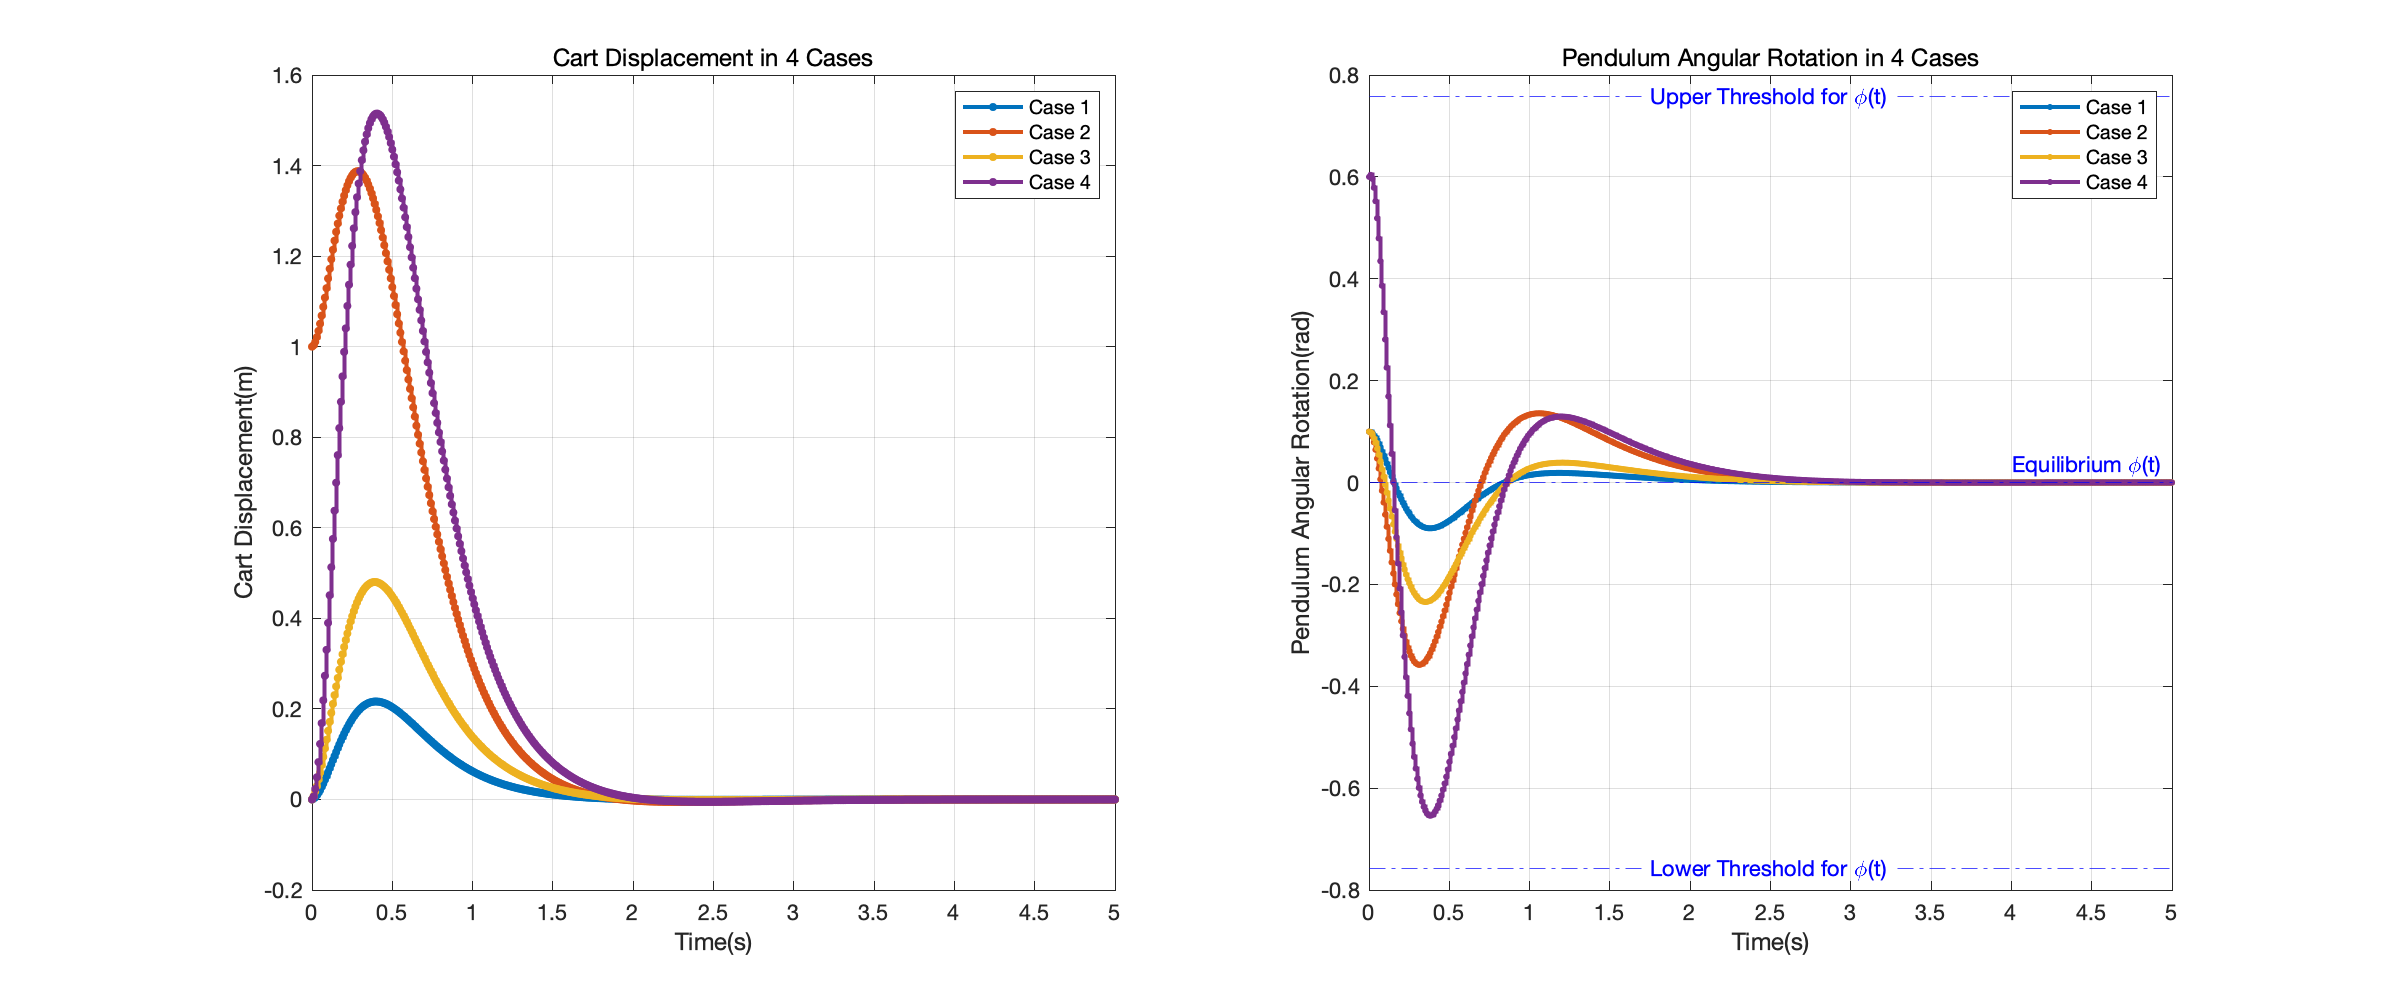 Cart Displacement in 4 Cases
1.6
1.4
1.2
1
0.8
0.6
0.4
0.2
0
-0.2
Cart Displacement(m)
Case 1
Case 2
Case 3
Case 4
0 0.5 1 1.5 2 2.5 3 3.5 4 4.5 5
Time(s)
Pendulum Angular Rotation in 4 Cases
0.8
0.6
0.4
0.2
0
-0.2
-0.4
-0.6
-0.8
Pendulum Angular Rotation(rad)
Upper Threshold for ϕ(t)
Case 1
Case 2
Case 3
Case 4
Equilibrium ϕ(t)
Lower Threshold for ϕ(t)
0 0.5 1 1.5 2 2.5 3 3.5 4 4.5 5
Time(s)